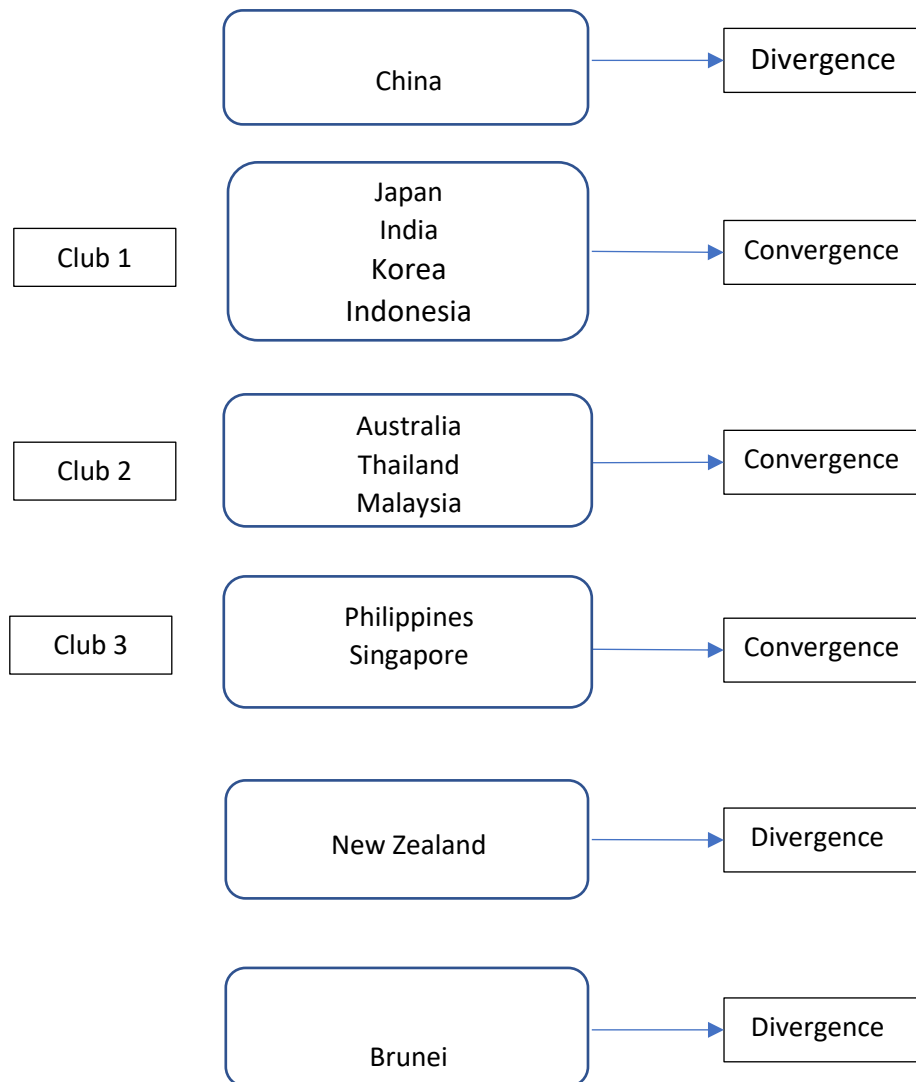 China
Divergence
Club 1
Japan
India
Korea
Indonesia
Convergence
Club 2
Australia
Thailand
Malaysia
Convergence
Club 3
Philippines
Singapore
Convergence
New Zealand
Divergence
Brunei
Divergence